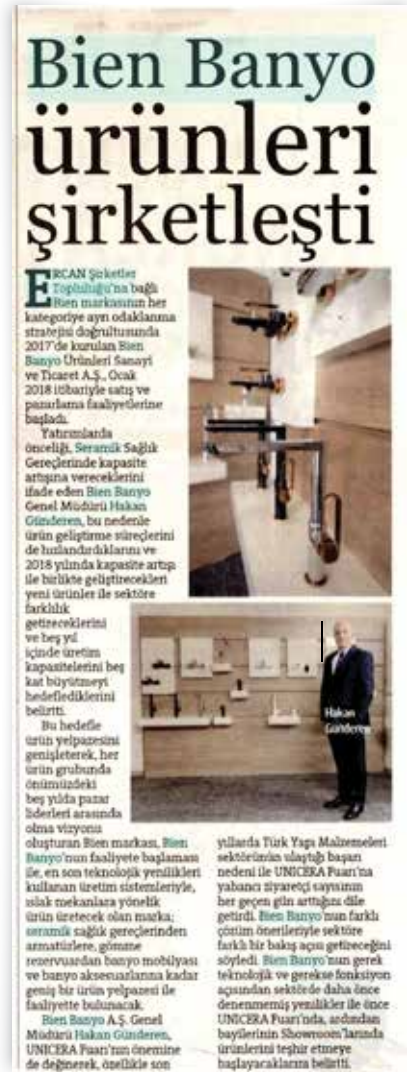 Bien Banyo
ürünleri
şirketleşti
ERCAN Şirketler
Topluluğu'na bağlı
Bien markasının her
kategoriye ayrı odaklanma
stratejisi doğrultusunda
2017'de kurulan Bien
Banyo Ürünleri Sanayi
ve Ticaret A.Ş., Ocak
2018 itibariyle satış ve
pazarlama faaliyetlerine
başladı.
Yatırımlarda
önceliği, Seramik Sağlık
Gereçlerinde kapasite
artışına vereceklerini
ifade eden Bien Banyo
Genel Müdürü Hakan
Günderen, bu nedenle
ürün geliştirme süreçlerini
de hızlandırdıklarını ve
2018 yılında kapasite artışı
ile birlikte geliştirecekleri
yeni ürünler ile sektöre
farklılık
getireceklerini
ve beş yıl
içinde üretim
kapasitelerini beş
kat büyütmeyi
hedeflediklerini
belirtti.
Bu hedefle
ürün yelpazesini
genişleterek, her
ürün grubunda
önümüzdeki
beş yılda pazar
liderleri arasında
olma vizyonu
oluşturan Bien markası, Bien
Banyo'nun faaliyete başlaması
ile, en son teknolojik yenilikleri
kullanan üretim sistemleriyle,
ıslak mekanlara yönelik
ürün üretecek olan marka;
seramik sağlık gereçlerinden
armatürlere, gömme
rezervuardan banyo mobilyası
ve banyo aksesuarlarına kadar
geniş bir ürün yelpazesi ile
faaliyette bulunacak.
Bien Banyo A.Ş. Genel
Müdürü Hakan Günderen,
UNICERA Fuarı'nın önemine
de değinerek, özellikle son
Hakan
Günderen
yıllarda Türk Yapı Malzemeleri
sektörünün ulaştığı başarı
nedeni ile UNICERA Fuarı'na
yabancı ziyaretçi sayısının
her geçen gün arttığını dile
getirdi. Bien Banyo'nun farklı
çözüm önerileriyle sektöre
farklı bir bakış açısı getireceğini
söyledi. Bien Banyo'nun gerek
teknolojik ve gerekse fonksiyon
açısından sektörde daha önce
denenmemiş yenilikler ile önce
UNICERA Fuarı'nda, ardından
bayilerinin Showroom'larında
ürünlerini teşhir etmeye
başlayacaklarını belirtti.